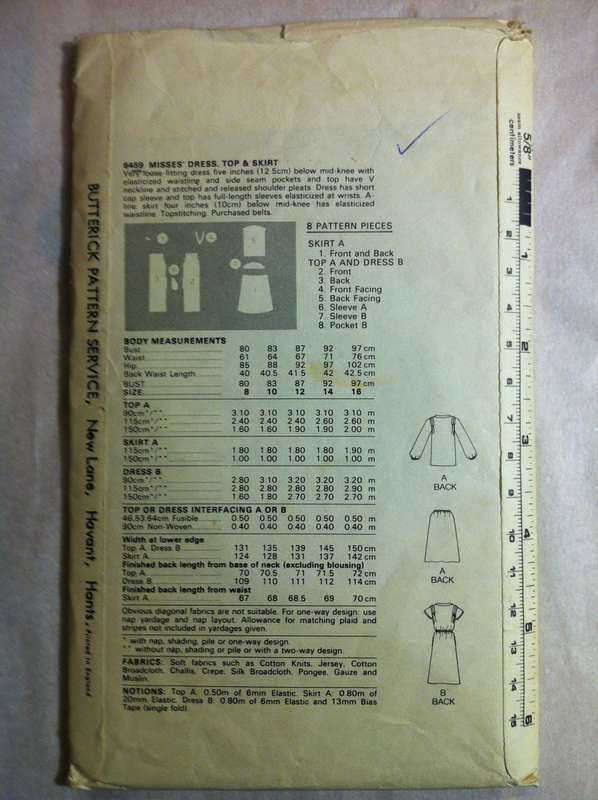 6459 MISSES' DRESS, TOP & SKIRT
Very loose-fitting dress five inches (12.5cm) below mid-knee with
elasticized waistline and side seam pockets and top have V
neckline and stitched and released shoulder pleats. Dress has short
cap sleeve and top has full-length sleeves elasticized at wrists. A-
line skirt four inches (10cm) below mid-knee has elasticized
waistline. Topstitching. Purchased belts.
8 PATTERN PIECES
SKIRT A
1. Front and Back
TOP A AND DRESS B
2. Front
3. Back
4. Front Facing
5. Back Facing
6. Sleeve A
7. Sleeve B
8. Pocket B
BODY MEASUREMENTS
Bust 80 83 87 92 97 cm
Waist 61 64 67 71 76 cm
Hip 85 88 92 97 102 cm
Back Waist Length 40 40.5 41.5 42 42.5 cm
BUST 80 83 87 92 97 cm
SIZE 8 10 12 14 16
TOP A
90cm*/** 3.10 3.10 3.10 3.10 3.10 m
115cm*/** 2.40 2.40 2.40 2.60 2.60 m
150cm*/** 1.60 1.60 1.90 1.90 2.00 m
SKIRT A
115cm*/** 1.80 1.80 1.80 1.80 1.90 m
150cm*/** 1.00 1.00 1.00 1.00 1.00 m
DRESS B
90cm*/** 2.80 3.10 3.20 3.20 3.20 m
115cm*/** 2.80 2.80 2.80 2.80 2.90 m
150cm*/** 1.60 1.80 2.70 2.70 2.70 m
TOP OR DRESS INTERFACING A OR B
46,53,64cm Fusible 0.50 0.50 0.50 0.50 0.50 m
90cm Non-Woven 0.40 0.40 0.40 0.40 0.40 m
Width at lower edge
Top A, Dress B 131 135 139 145 150 cm
Skirt A 124 128 131 137 142 cm
Finished back length from base of neck (excluding blousing)
Top A 70 70.5 71 71.5 72 cm
Dress B 109 110 111 112 114 cm
Finished back length from waist
Skirt A 67 68 68.5 69 70 cm
Obvious diagonal fabrics are not suitable. For one-way design: use
nap yardage and nap layout. Allowance for matching plaid and
stripes not included in yardages given.
* with nap, shading, pile or one-way design.
** without nap, shading or pile or with a two-way design.
FABRICS: Soft fabrics such as Cotton Knits, Jersey, Cotton
Broadcloth, Challis, Crepe, Silk Broadcloth, Pongee, Gauze and
Muslin.
NOTIONS: Top A: 0.50m of 6mm Elastic. Skirt A: 0.80m of
20mm Elastic. Dress B: 0.80m of 6mm Elastic and 13mm Bias
Tape (single fold).
A
BACK
A
BACK
B
BACK
BUTTERICK PATTERN SERVICE, New Lane, Havant, Hants. Printed in England
5/8"
seam allowance
centimeters
1
2
3
4
5
6
7
8
9
10
11
12
13
14
15
1
2
3
4
5
6